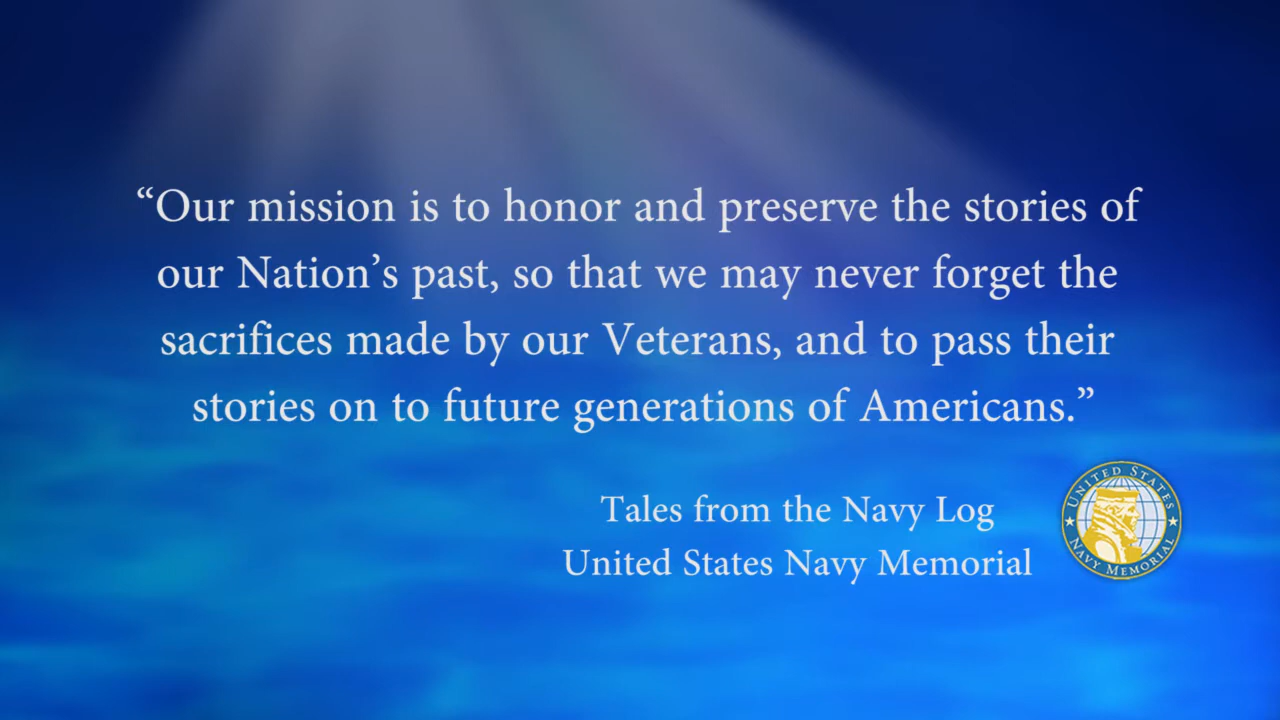 “Our mission is to honor and preserve the stories of
our Nation’s past, so that we may never forget the
sacrifices made by our Veterans, and to pass their
stories on to future generations of Americans.”
Tales from the Navy Log
United States Navy Memorial
UNITED STATES
NAVY MEMORIAL